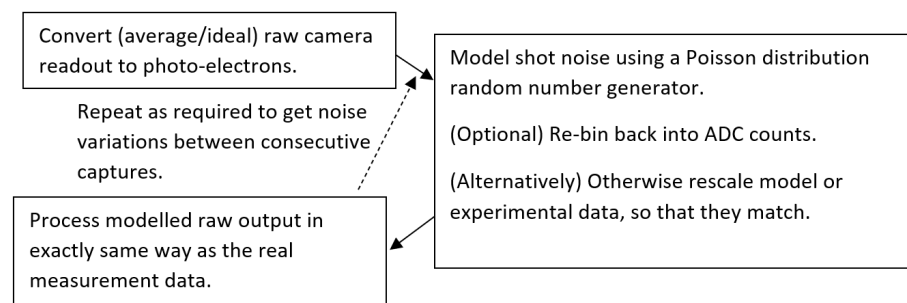 Convert (average/ideal) raw camera
readout to photo-electrons.
Repeat as required to get noise
variations between consecutive
captures.
Model shot noise using a Poisson distribution
random number generator.
(Optional) Re-bin back into ADC counts.
(Alternatively) Otherwise rescale model or
experimental data, so that they match.
Process modelled raw output in
exactly same way as the real
measurement data.